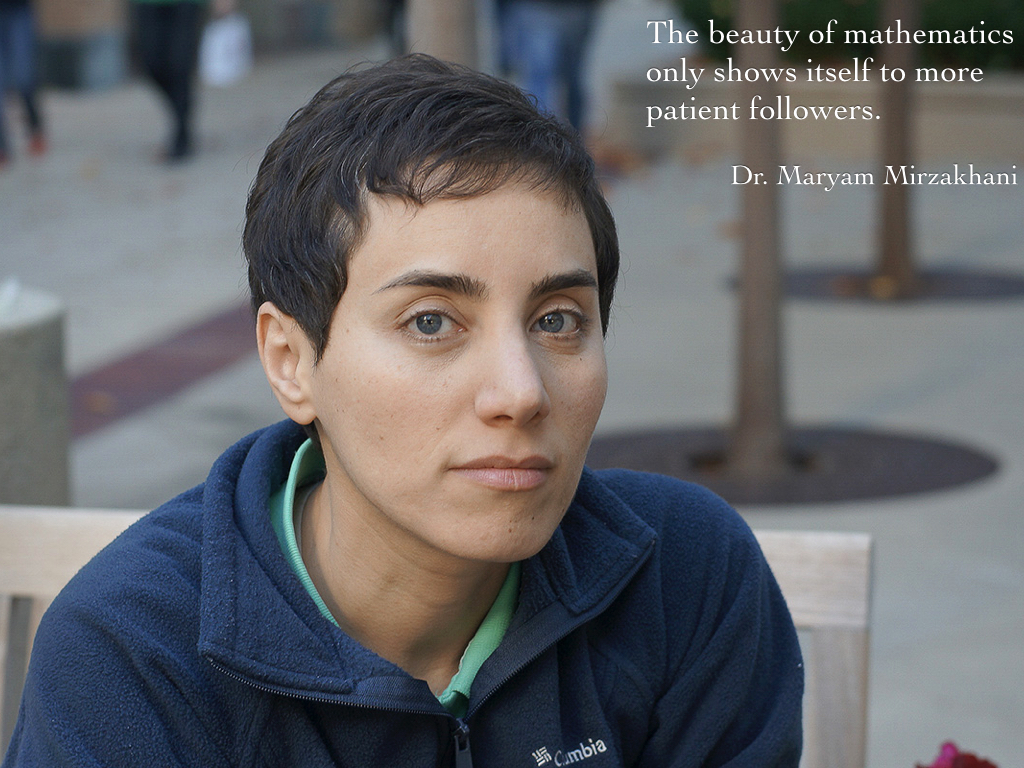 The beauty of mathematics
only shows itself to more
patient followers.
Dr. Maryam Mirzakhani
Columbia